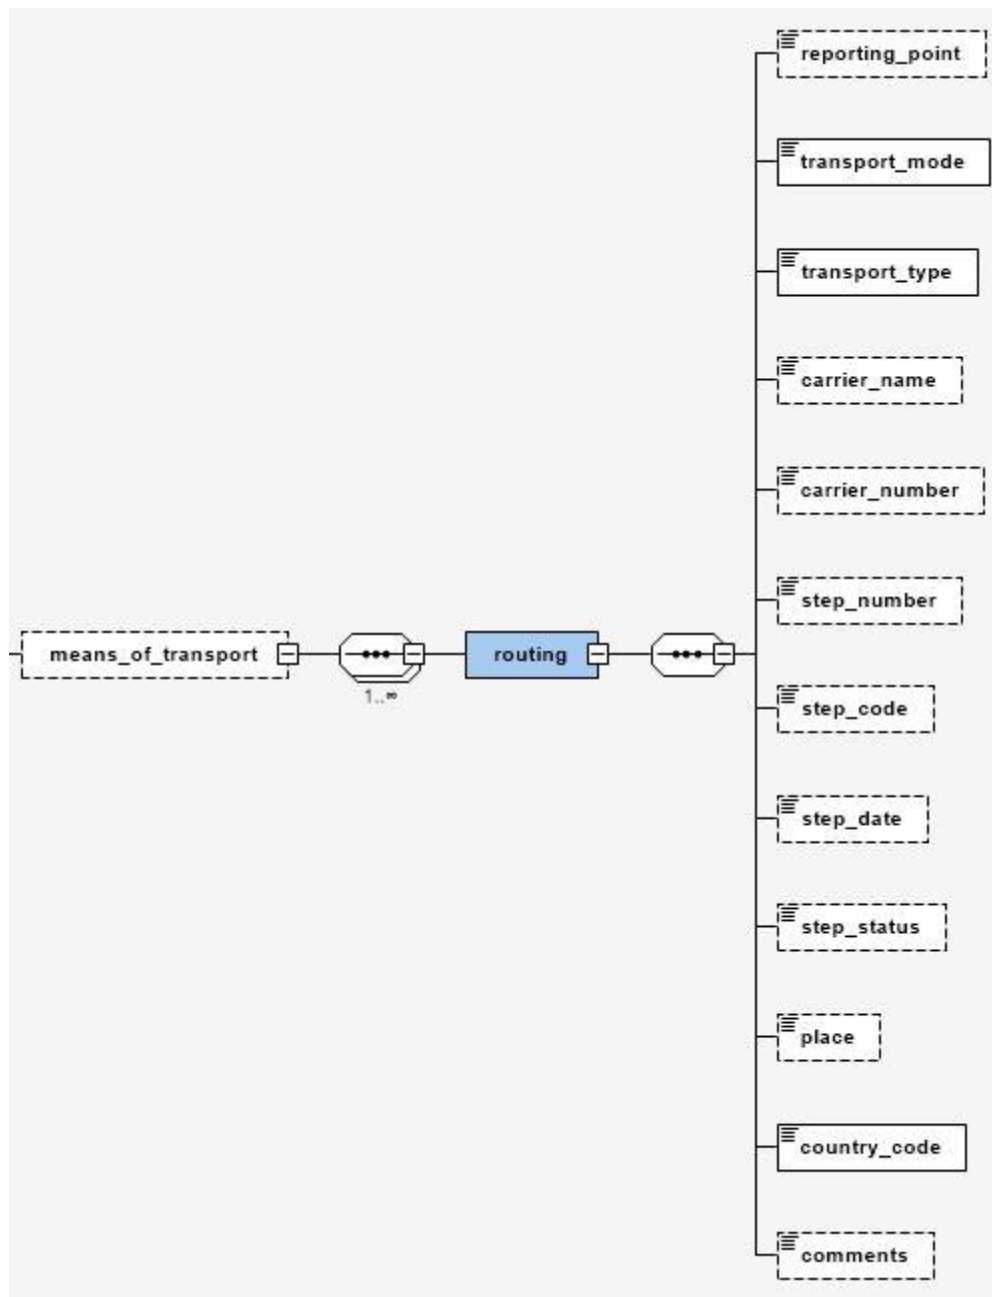 reporting_point
transport_mode
transport_type
carrier_name
carrier_number
step_number
means_of_transport
routing
1..∞
step_code
step_date
step_status
place
country_code
comments